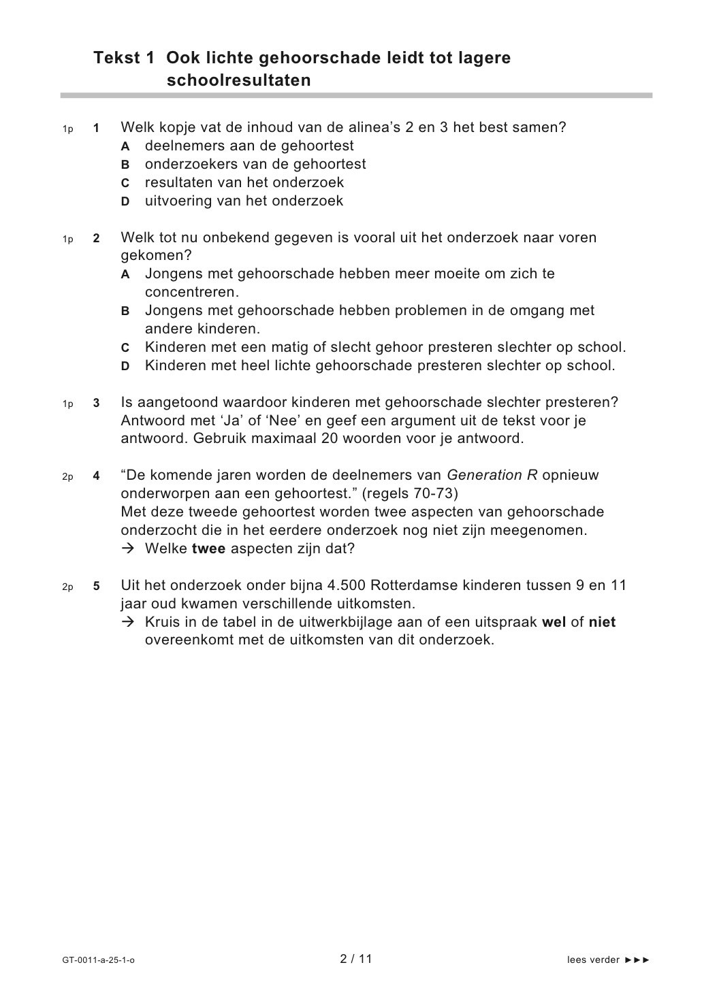 Tekst 1 Ook lichte gehoorschade leidt tot lagere
schoolresultaten
1p 1 Welk kopje vat de inhoud van de alinea’s 2 en 3 het best samen?
A deelnemers aan de gehoortest
B onderzoekers van de gehoortest
C resultaten van het onderzoek
D uitvoering van het onderzoek
1p 2 Welk tot nu onbekend gegeven is vooral uit het onderzoek naar voren
gekomen?
A Jongens met gehoorschade hebben meer moeite om zich te
concentreren.
B Jongens met gehoorschade hebben problemen in de omgang met
andere kinderen.
C Kinderen met een matig of slecht gehoor presteren slechter op school.
D Kinderen met heel lichte gehoorschade presteren slechter op school.
1p 3 Is aangetoond waardoor kinderen met gehoorschade slechter presteren?
Antwoord met ‘Ja’ of ‘Nee’ en geef een argument uit de tekst voor je
antwoord. Gebruik maximaal 20 woorden voor je antwoord.
2p 4 “De komende jaren worden de deelnemers van Generation R opnieuw
onderworpen aan een gehoortest.” (regels 70-73)
Met deze tweede gehoortest worden twee aspecten van gehoorschade
onderzocht die in het eerdere onderzoek nog niet zijn meegenomen.
→ Welke twee aspecten zijn dat?
2p 5 Uit het onderzoek onder bijna 4.500 Rotterdamse kinderen tussen 9 en 11
jaar oud kwamen verschillende uitkomsten.
→ Kruis in de tabel in de uitwerkbijlage aan of een uitspraak wel of niet
overeenkomt met de uitkomsten van dit onderzoek.
GT-0011-a-25-1-o 2 / 11 lees verder ►►►